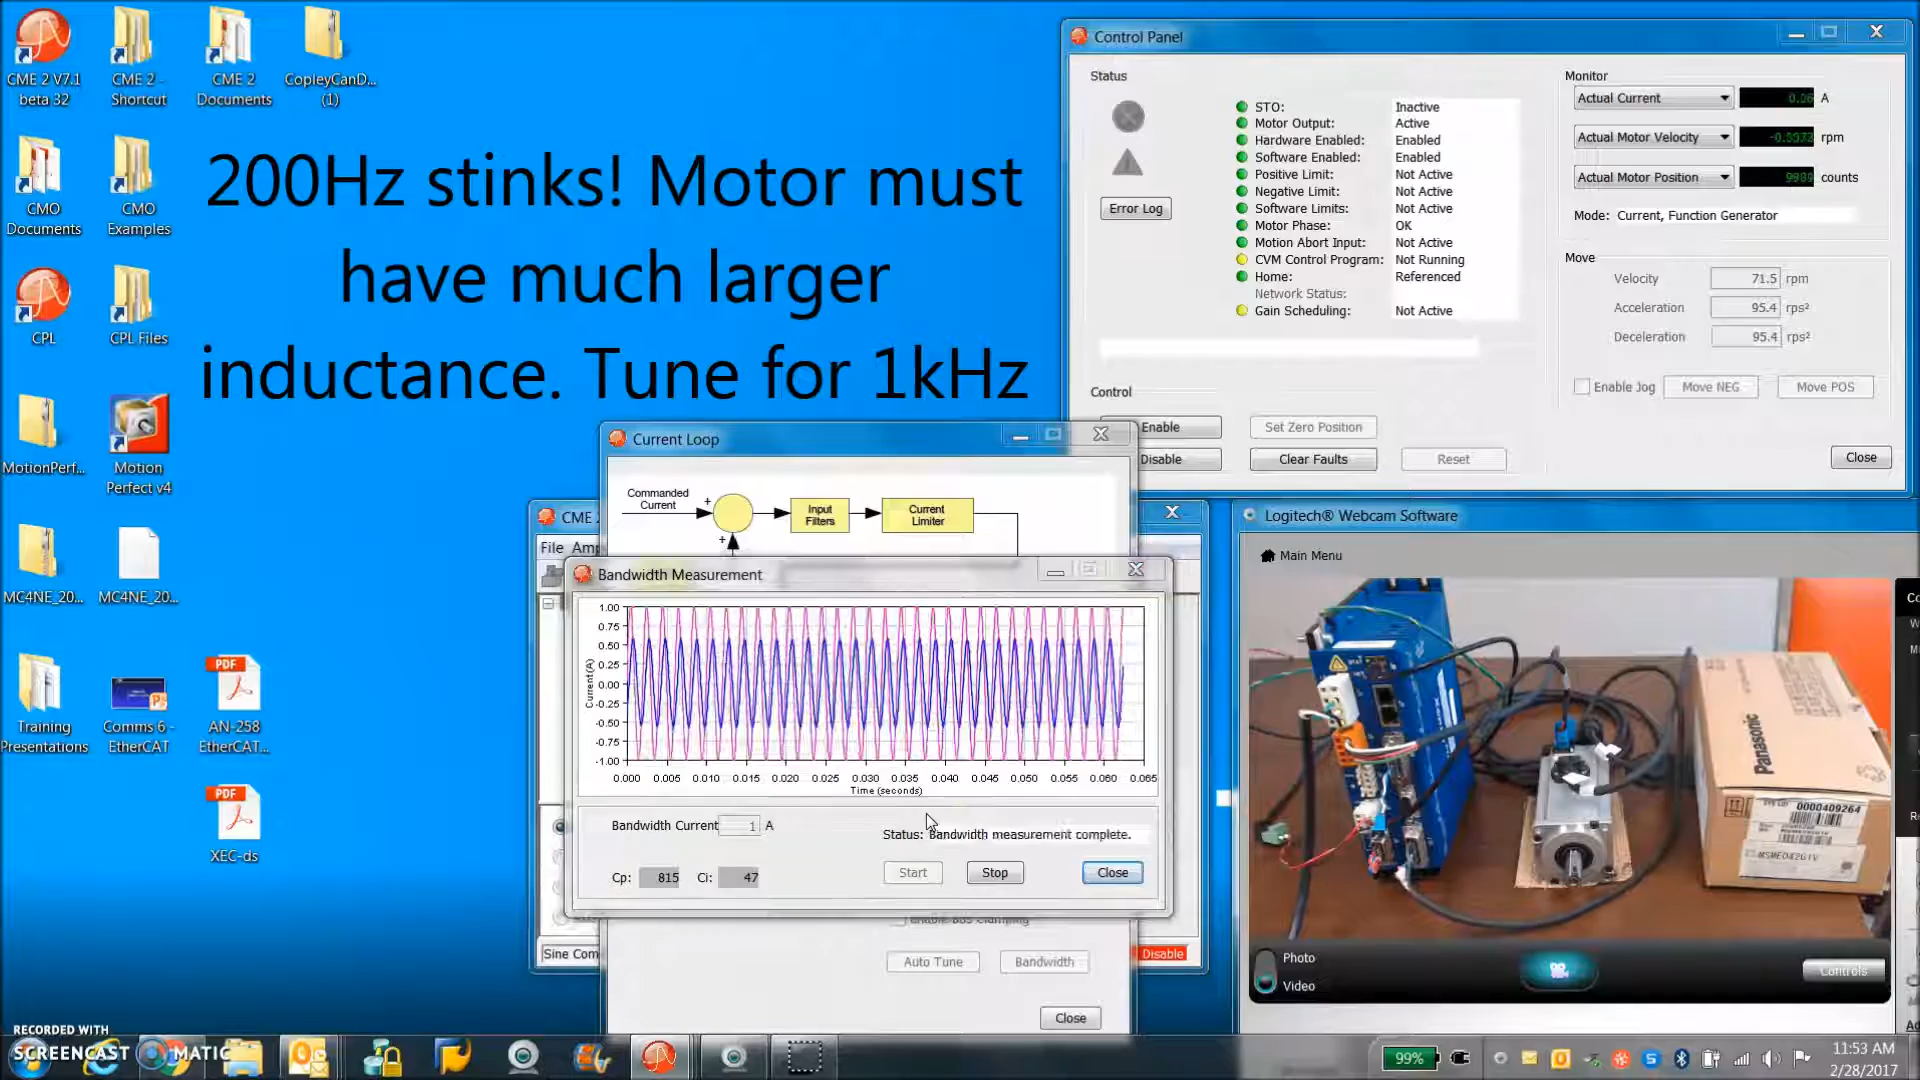 CME 2 V7.1
beta 32
CME 2 -
Shortcut
CME 2
Documents
CopleyCanD...
(1)
CMO
Documents
CMO
Examples
CPL
CPL Files
MotionPerf...
Motion
Perfect v4
MC4NE_20...
MC4NE_20...
Training
Presentations
Comms 6 -
EtherCAT
PDF
AN-258
EtherCAT...
PDF
XEC-ds
200Hz stinks! Motor must
have much larger
inductance. Tune for 1kHz
Control Panel
Status
STO: Inactive
Motor Output: Active
Hardware Enabled: Enabled
Software Enabled: Enabled
Positive Limit: Not Active
Negative Limit: Not Active
Software Limits: Not Active
Motor Phase: OK
Motion Abort Input: Not Active
CVM Control Program: Not Running
Home: Referenced
Network Status:
Gain Scheduling: Not Active
Error Log
Monitor
Actual Current A
Actual Motor Velocity rpm
Actual Motor Position counts
Mode: Current, Function Generator
Move
Velocity 71.5 rpm
Acceleration 95.4 rps²
Deceleration 95.4 rps²
Enable Jog Move NEG Move POS
Control
Enable Set Zero Position
Disable Clear Faults Reset
Close
Current Loop
Commanded
Current
+
+
Input
Filters
Current
Limiter
CME 2
File Amp
Bandwidth Measurement
1.00
0.75
0.50
0.25
0.00
-0.25
-0.50
-0.75
-1.00
Current(A)
0.000 0.005 0.010 0.015 0.020 0.025 0.030 0.035 0.040 0.045 0.050 0.055 0.060 0.065
Time (seconds)
Bandwidth Current 1 A
Status: Bandwidth measurement complete.
Cp: 815 Ci: 47
Start Stop Close
Auto Tune Bandwidth
Close
Sine Com
Disable
Logitech® Webcam Software
Main Menu
Panasonic
0000409264
Photo
Video
Controls
RECORDED WITH
SCREENCAST MATIC
99%
11:53 AM
2/28/2017